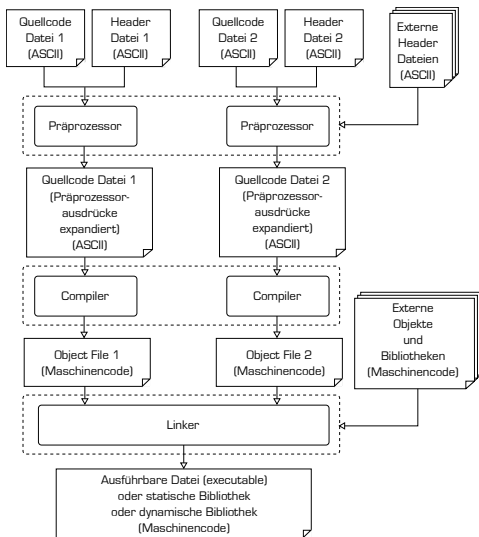 Quellcode
Datei 1
(ASCII)
Header
Datei 1
(ASCII)
Quellcode
Datei 2
(ASCII)
Header
Datei 2
(ASCII)
Externe
Header
Dateien
(ASCII)
Präprozessor
Präprozessor
Quellcode Datei 1
(Präprozessor-
ausdrücke
expandiert)
(ASCII)
Quellcode Datei 2
(Präprozessor-
ausdrücke
expandiert)
(ASCII)
Compiler
Compiler
Externe
Objekte
und
Bibliotheken
(Maschinencode)
Object File 1
(Maschinencode)
Object File 2
(Maschinencode)
Linker
Ausführbare Datei (executable)
oder statische Bibliothek
oder dynamische Bibliothek
(Maschinencode)